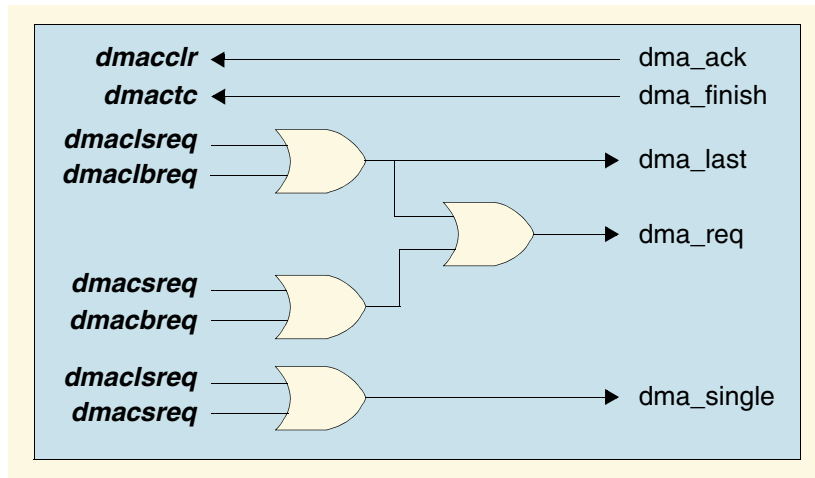 dmacclr dma_ack
dmactc dma_finish
dmaclsreq
dmaclbreq
dma_last
dma_req
dmacsreq
dmacbreq
dmaclsreq
dmacsreq
dma_single